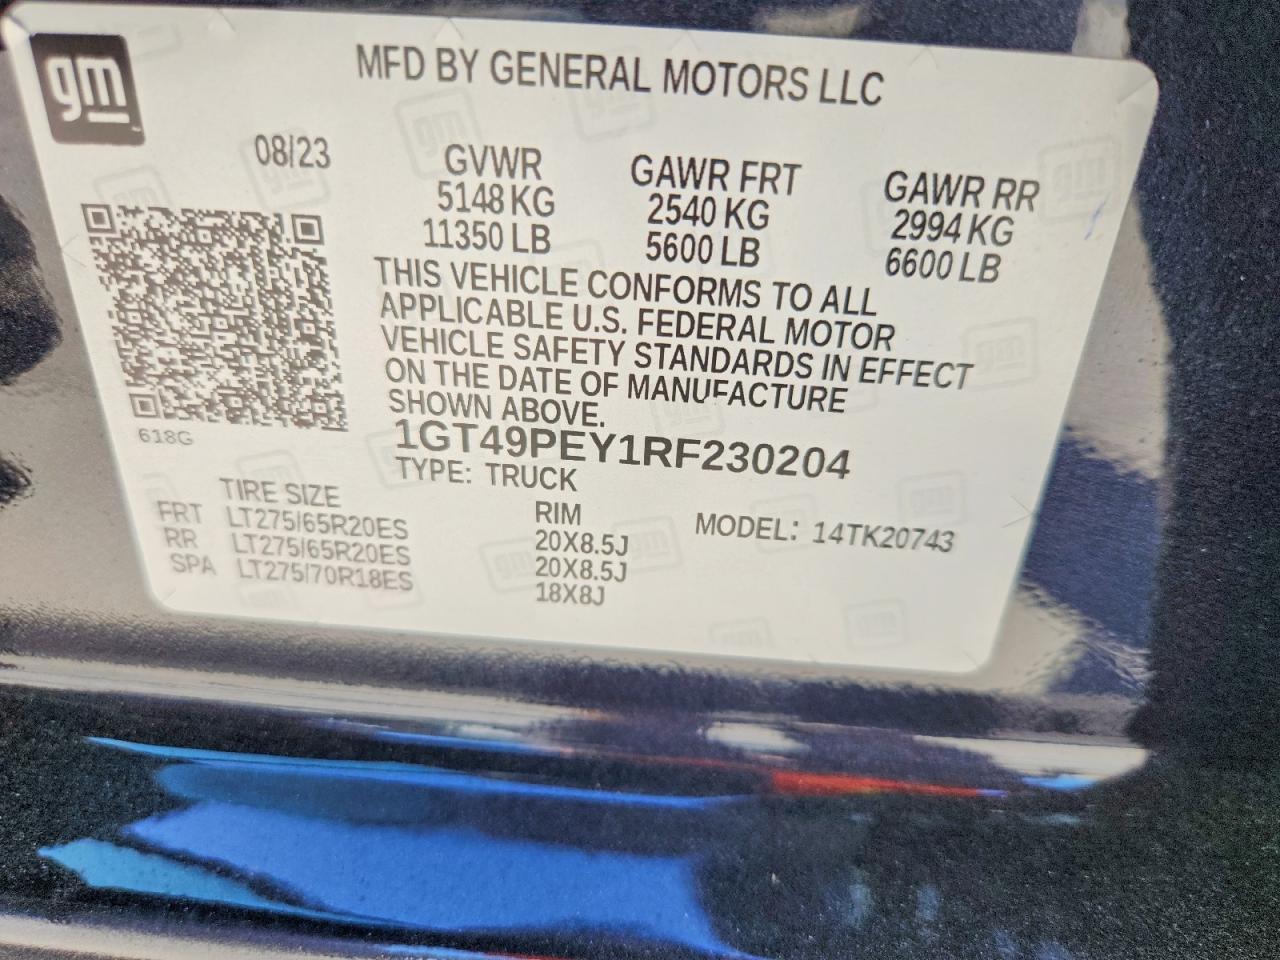 gm
MFD BY GENERAL MOTORS LLC
08/23
GVWR
5148 KG
11350 LB
GAWR FRT
2540 KG
5600 LB
GAWR RR
2994 KG
6600 LB
THIS VEHICLE CONFORMS TO ALL
APPLICABLE U.S. FEDERAL MOTOR
VEHICLE SAFETY STANDARDS IN EFFECT
ON THE DATE OF MANUFACTURE
SHOWN ABOVE.
618G
1GT49PEY1RF230204
TYPE: TRUCK
TIRE SIZE RIM MODEL: 14TK20743
FRT LT275/65R20ES 20X8.5J
RR LT275/65R20ES 20X8.5J
SPA LT275/70R18ES 18X8J